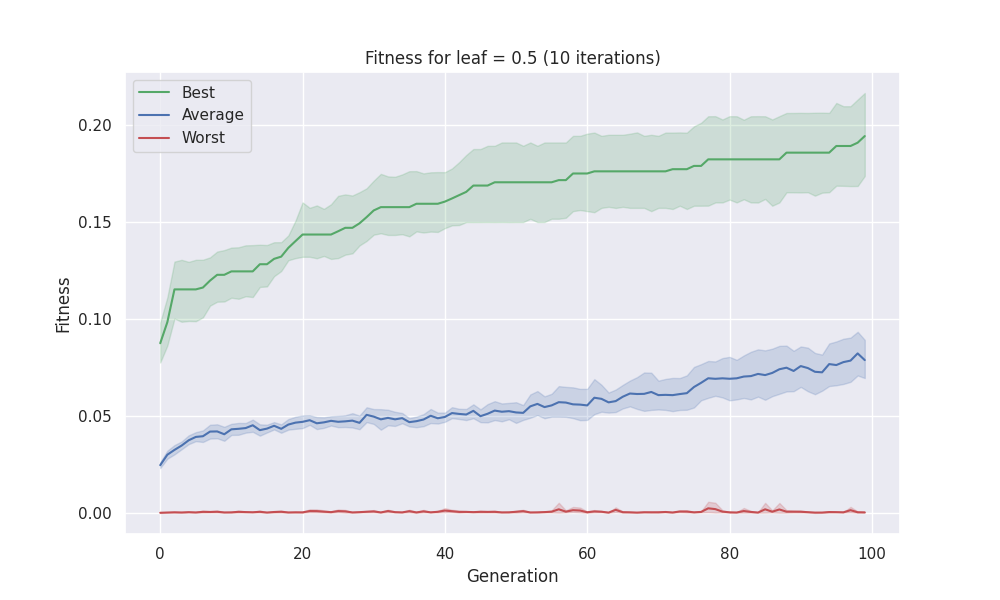 Fitness for leaf = 0.5 (10 iterations)
Best
Average
Worst
0.20
0.15
0.10
0.05
0.00
Fitness
0 20 40 60 80 100
Generation